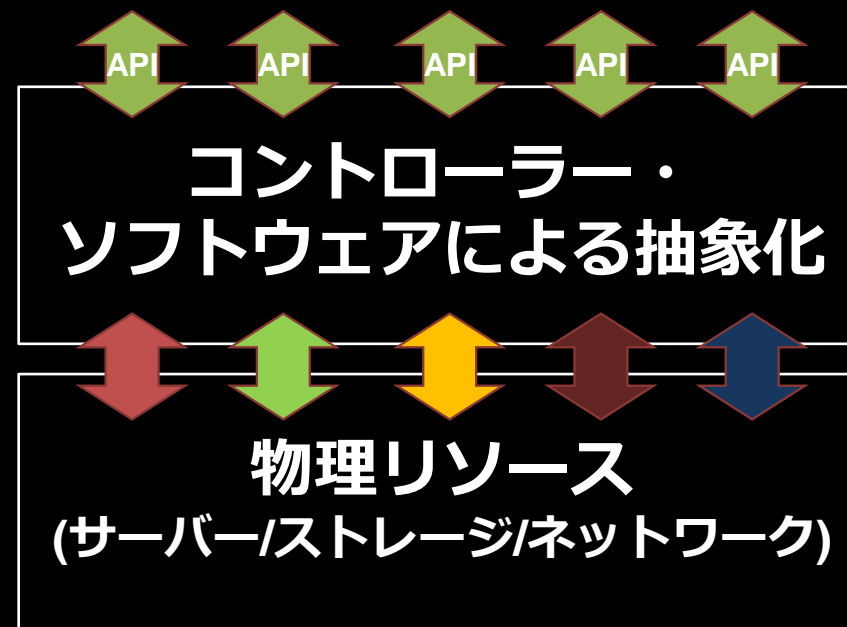 API API API API API
コントローラー・
ソフトウェアによる抽象化
物理リソース
(サーバー/ストレージ/ネットワーク)